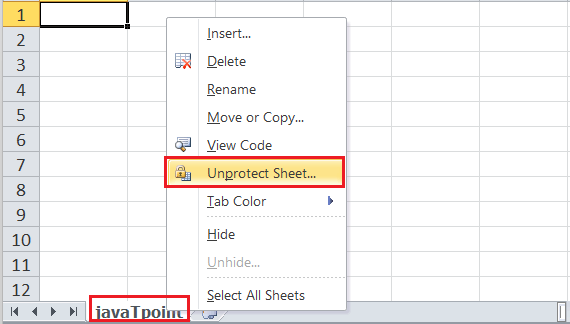 1
2
3
4
5
6
7
8
9
10
11
12
Insert...
Delete
Rename
Move or Copy...
View Code
Unprotect Sheet...
Tab Color
Hide
Unhide...
Select All Sheets
javaTpoint